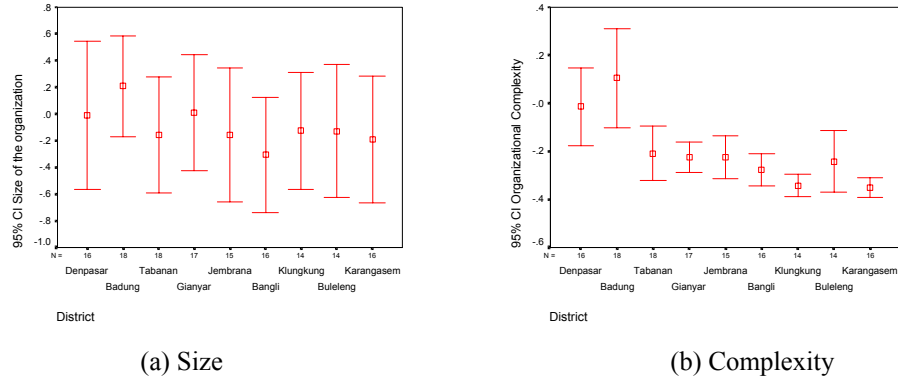 95% CI Size of the organization
.8
.6
.4
.2
.0
-.2
-.4
-.6
-.8
-1.0
N = 16 18 18 17 15 16 14 14 16
Denpasar Tabanan Jembrana Klungkung Karangasem
Badung Gianyar Bangli Buleleng
District
(a) Size
95% CI Organizational Complexity
.4
.2
-.0
-.2
-.4
-.6
N = 16 18 18 17 15 16 14 14 16
Denpasar Tabanan Jembrana Klungkung Karangasem
Badung Gianyar Bangli Buleleng
District
(b) Complexity